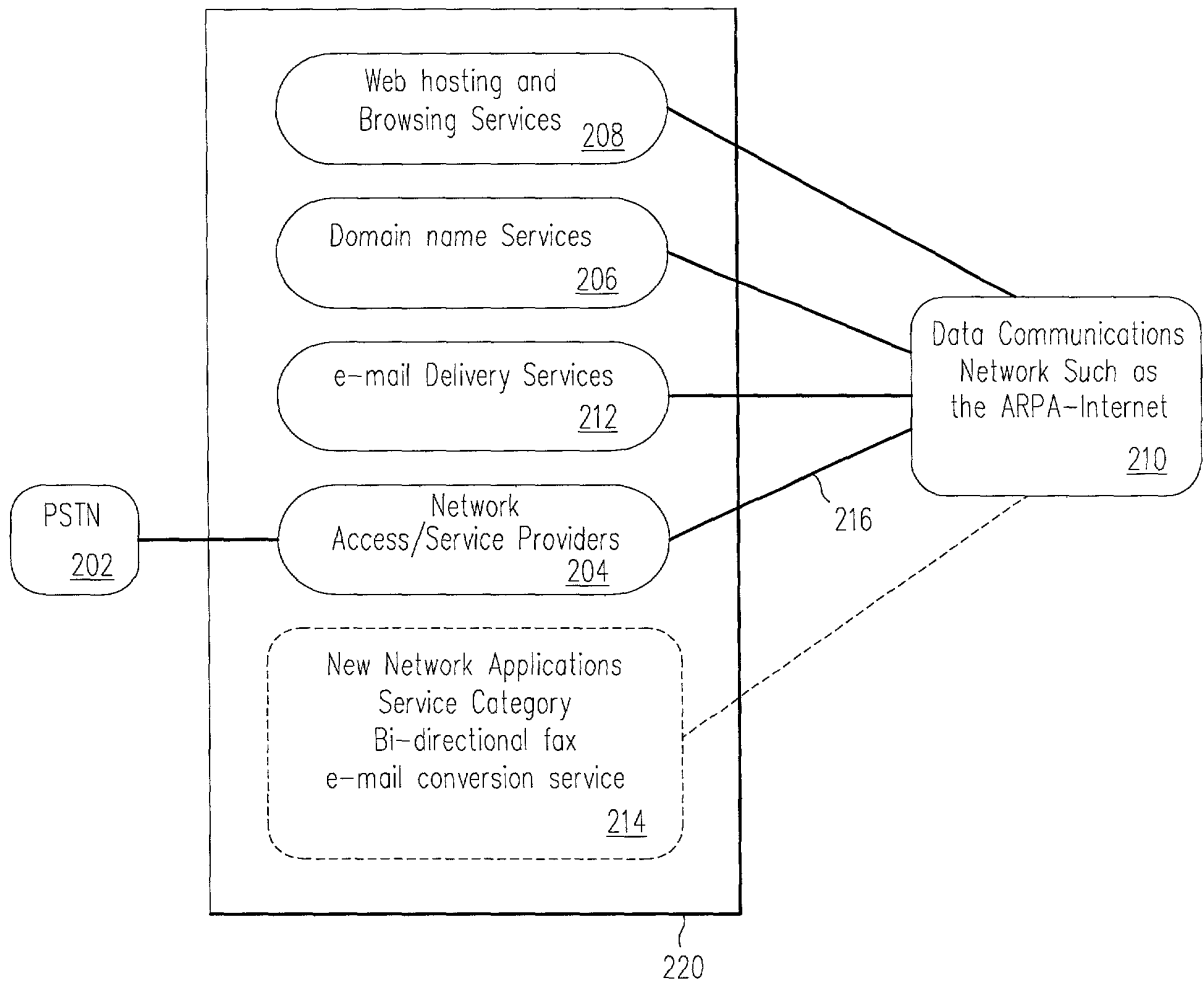 Web hosting and
Browsing Services
208
Domain name Services
206
e-mail Delivery Services
212
Data Communications
Network Such as
the ARPA-Internet
210
PSTN
202
Network
Access/Service Providers
204
216
New Network Applications
Service Category
Bi-directional fax
e-mail conversion service
214
220